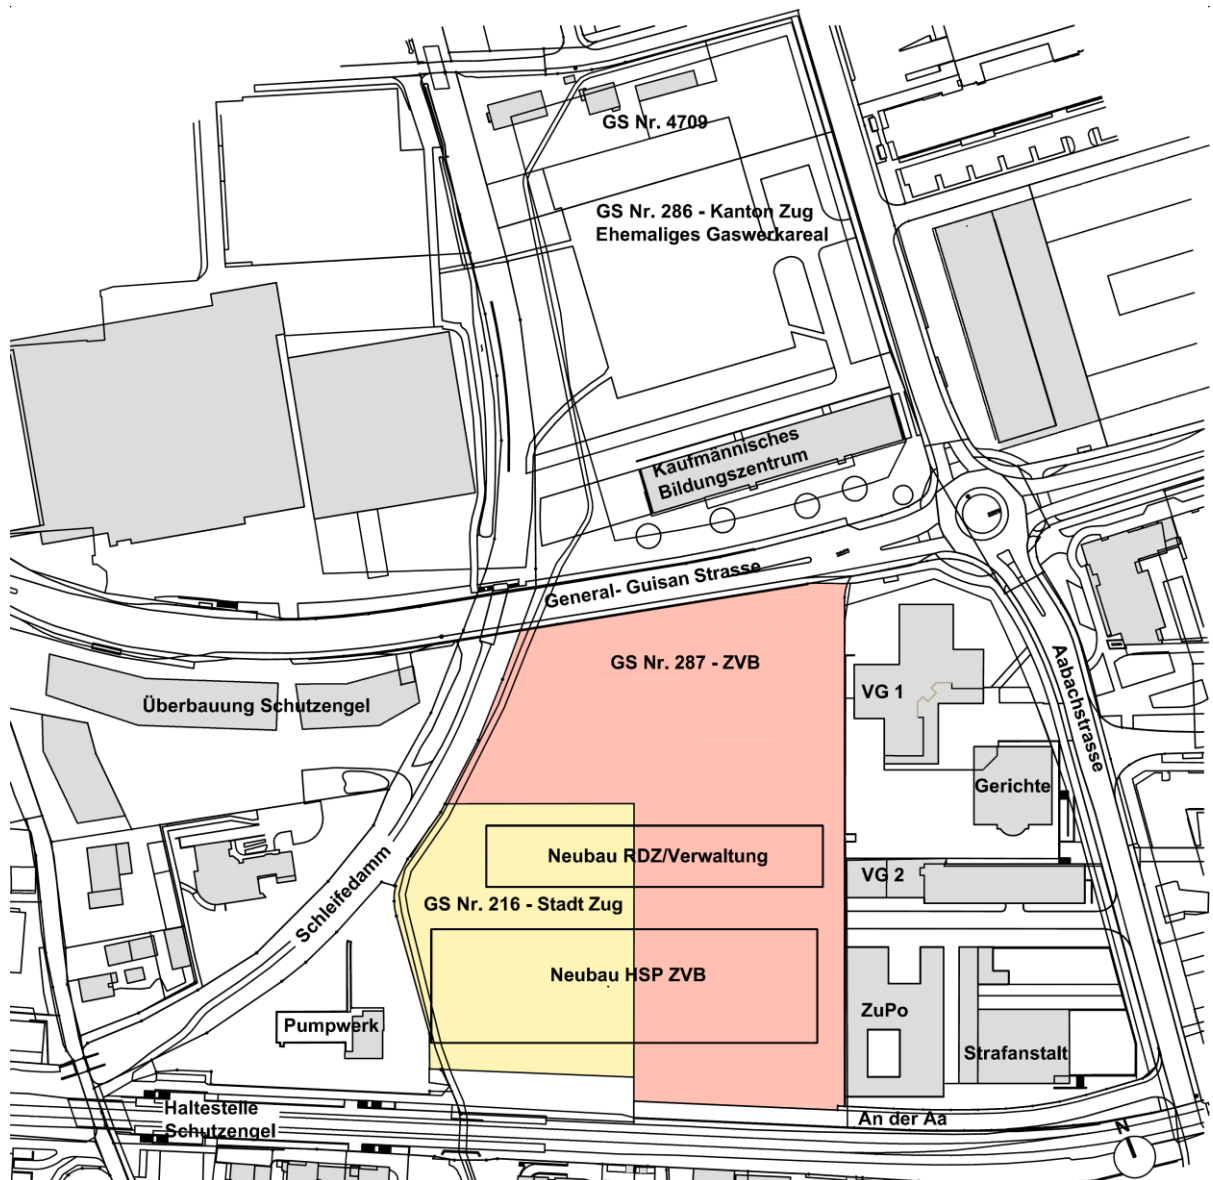 GS Nr. 4709
GS Nr. 286 - Kanton Zug
Ehemaliges Gaswerkareal
Kaufmännisches
Bildungszentrum
General- Guisan Strasse
GS Nr. 287 - ZVB
Aabachstrasse
VG 1
Überbauung Schutzengel
Gerichte
Neubau RDZ/Verwaltung
VG 2
GS Nr. 216 - Stadt Zug
Schleifedamm
Neubau HSP ZVB
ZuPo
Pumpwerk
Strafanstalt
Haltestelle
Schutzengel
An der Aa
N